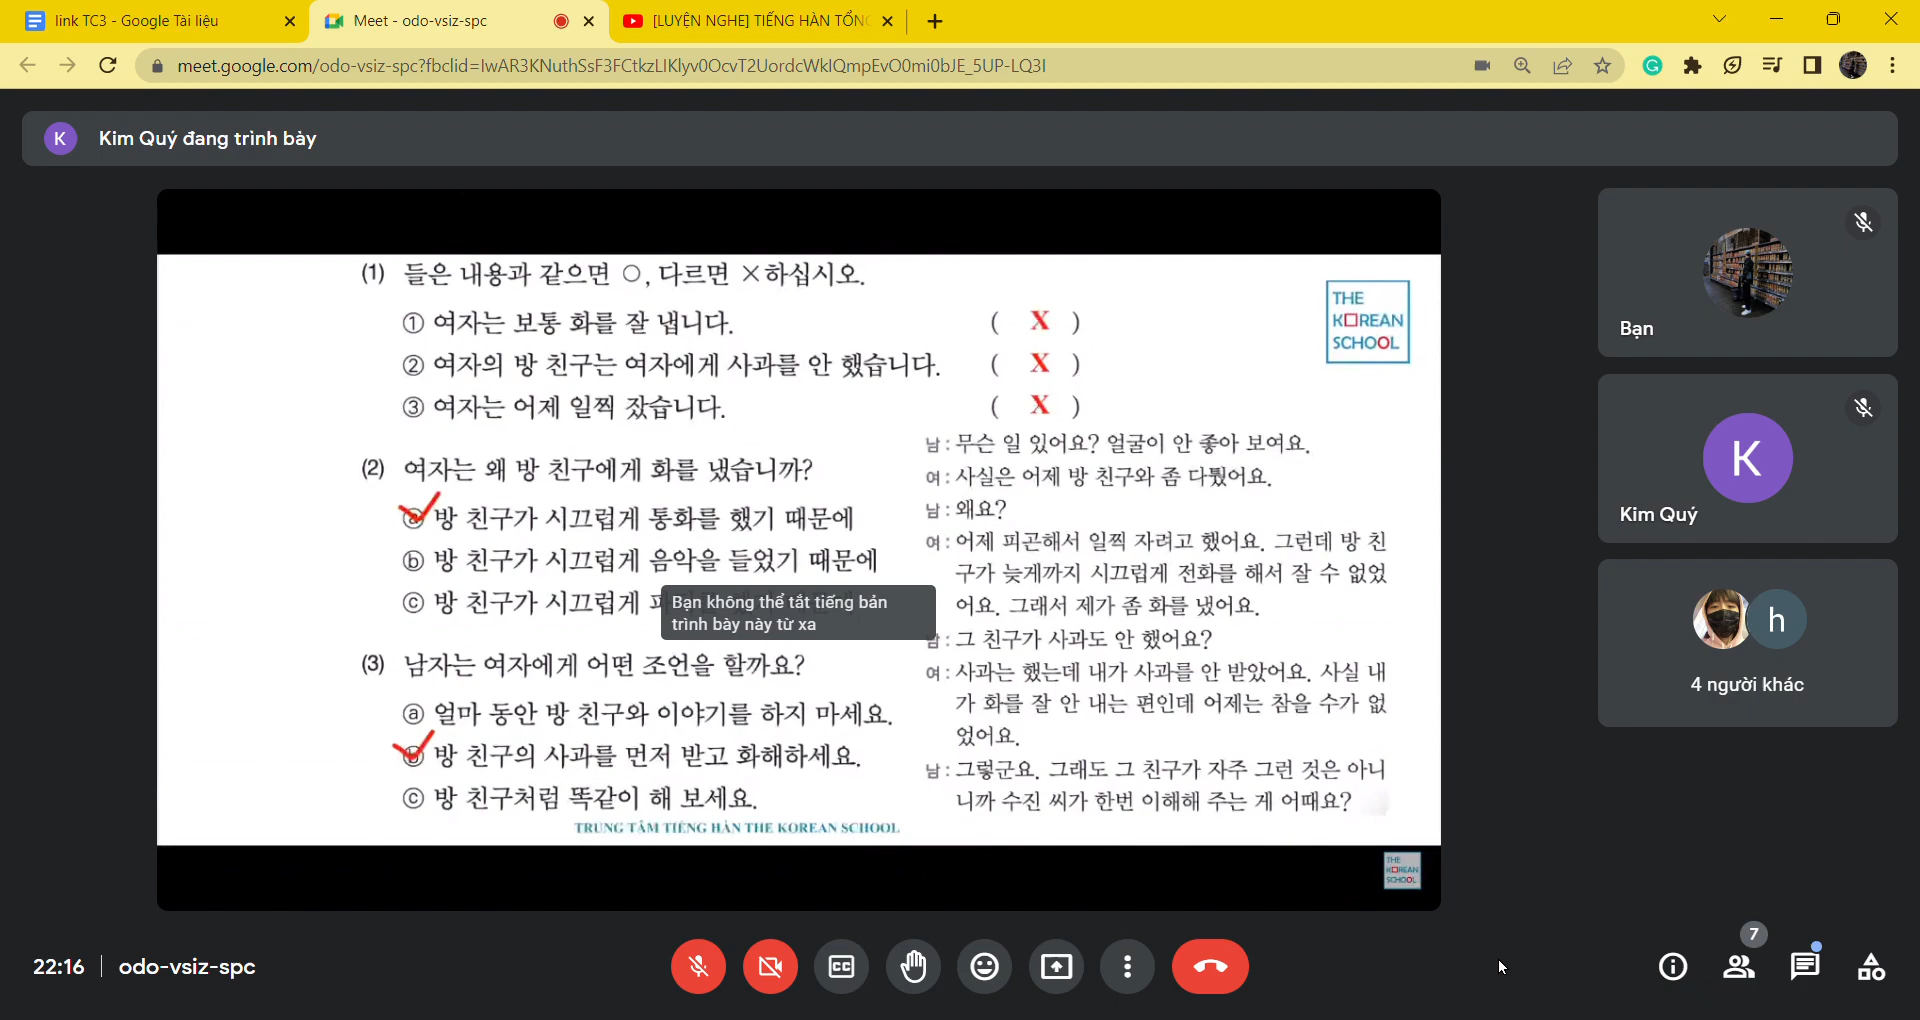 link TC3 - Google Tài liệu
Meet - odo-vsiz-spc
[LUYỆN NGHE] TIẾNG HÀN TỔN
meet.google.com/odo-vsiz-spc?fbclid=IwAR3KNuthSsF3FCtkzLIKlyv0OcvT2UordcWkIQmpEvO0mi0bJE_5UP-LQ3I
K
Kim Quý đang trình bày
(1) 들은 내용과 같으면 ○, 다르면 ×하십시오.
① 여자는 보통 화를 잘 냅니다. ( X )
② 여자의 방 친구는 여자에게 사과를 안 했습니다. ( X )
③ 여자는 어제 일찍 잤습니다. ( X )
(2) 여자는 왜 방 친구에게 화를 냈습니까?
ⓐ 방 친구가 시끄럽게 통화를 했기 때문에
ⓑ 방 친구가 시끄럽게 음악을 들었기 때문에
ⓒ 방 친구가 시끄럽게
Bạn không thể tắt tiếng bản
trình bày này từ xa
(3) 남자는 여자에게 어떤 조언을 할까요?
ⓐ 얼마 동안 방 친구와 이야기를 하지 마세요.
ⓑ 방 친구의 사과를 먼저 받고 화해하세요.
ⓒ 방 친구처럼 똑같이 해 보세요.
남 : 무슨 일 있어요? 얼굴이 안 좋아 보여요.
여 : 사실은 어제 방 친구와 좀 다퉜어요.
남 : 왜요?
여 : 어제 피곤해서 일찍 자려고 했어요. 그런데 방 친
구가 늦게까지 시끄럽게 전화를 해서 잘 수 없었
어요. 그래서 제가 좀 화를 냈어요.
남 : 그 친구가 사과도 안 했어요?
여 : 사과는 했는데 내가 사과를 안 받았어요. 사실 내
가 화를 잘 안 내는 편인데 어제는 참을 수가 없
었어요.
남 : 그렇군요. 그래도 그 친구가 자주 그런 것은 아니
니까 수진 씨가 한번 이해해 주는 게 어때요?
TRUNG TÂM TIẾNG HÀN THE KOREAN SCHOOL
THE
KOREAN
SCHOOL
THE
KOREAN
SCHOOL
Bạn
K
Kim Quý
h
4 người khác
22:16
odo-vsiz-spc
CC
7